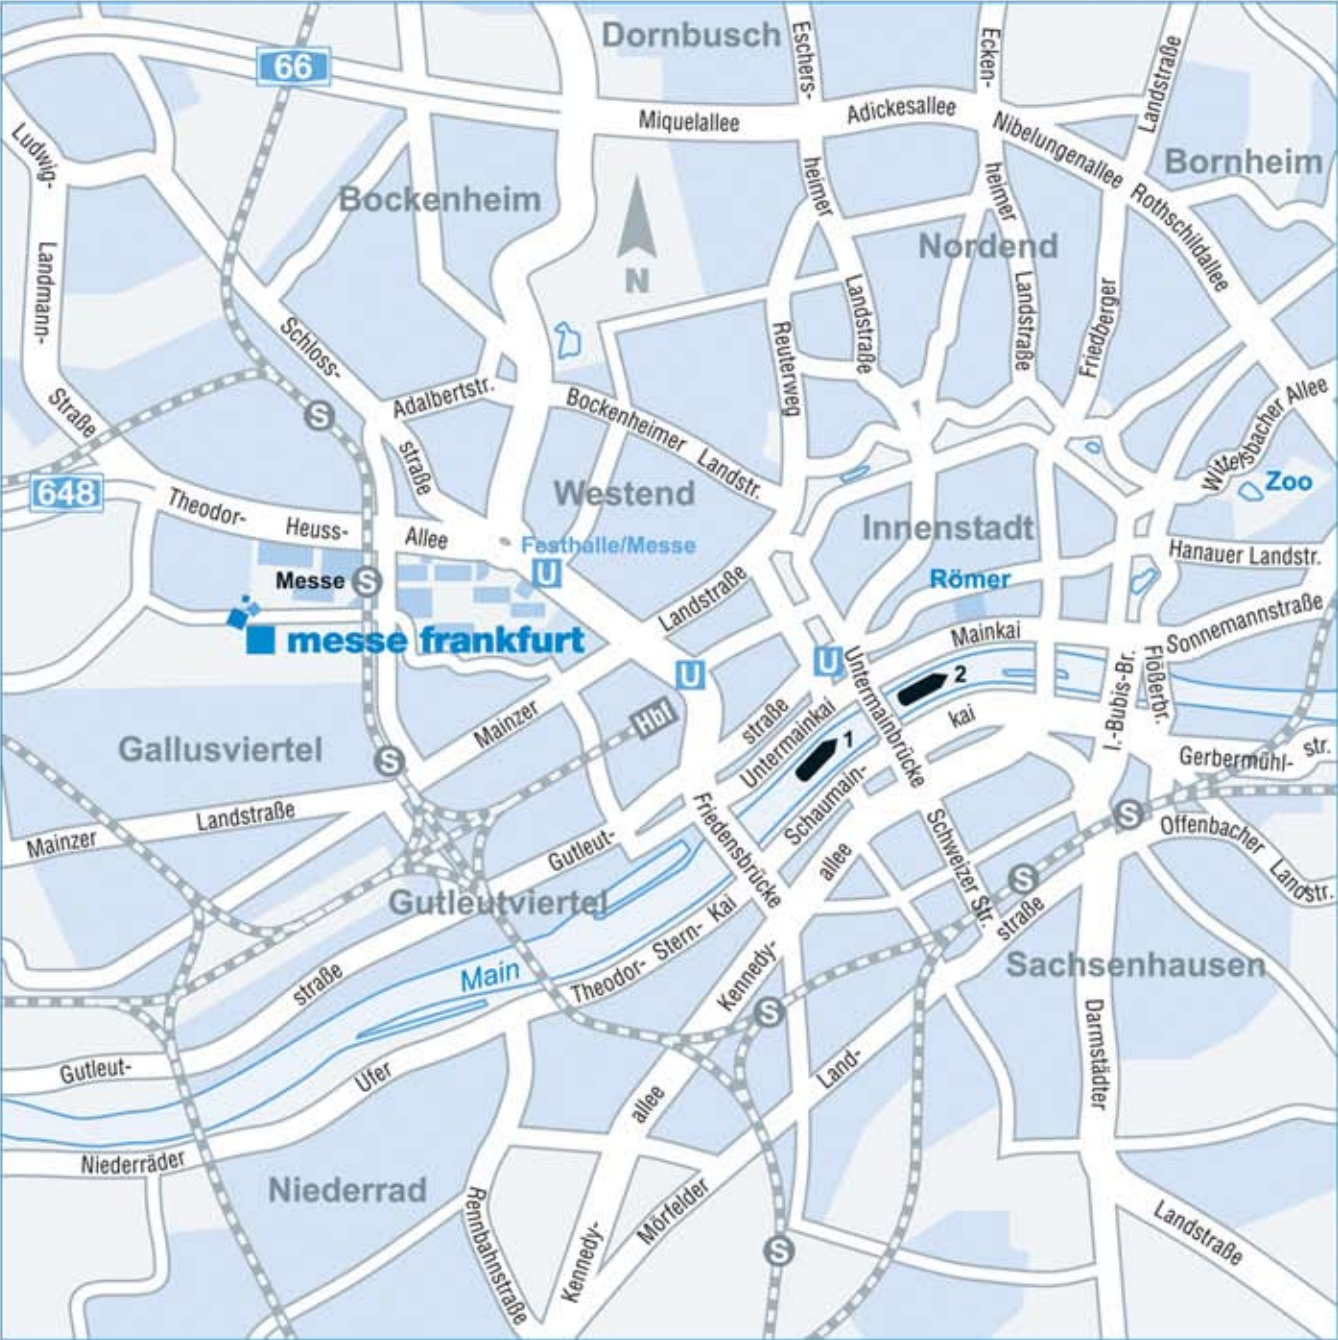 Dornbusch
Eschers-
Ecken-
Landstraße
66
Miquelallee
Adickesallee
Nibelungenallee
Ludwig-
Bornheim
heimer
heimer
Rothschildallee
Bockenheim
Nordend
N
Landmann-
Landstraße
Landstraße
Friedberger
Schloss-
Reuterweg
Straße
Adalbertstr.
Bockenheimer Landstr.
Wittelsbacher Allee
S
straße
648
Westend
Zoo
Theodor- Heuss- Allee
Innenstadt
Festhalle/Messe
Hanauer Landstr.
Messe S
U
Römer
Landstraße
messe frankfurt
Mainkai
Sonnemannstraße
U
U
2
Untermainbrücke
I.-Bubis-Br.
Flößerbr.
Hbf
Mainzer
straße
Untermainkai
kai
1
Gallusviertel
S
Gerbermühl- str.
Schaumain-
Mainzer Landstraße
Friedensbrücke
S
Gutleut-
allee
Schweizer Str.
Offenbacher Landstr.
S
Gutleutviertel
straße
Theodor- Stern- Kai
Main
Sachsenhausen
straße
Kennedy-
S
Darmstädter
Gutleut-
Ufer
Land-
allee
Niederräder
Niederrad
Rennbahnstraße
Mörfelder
Kennedy-
S
Landstraße